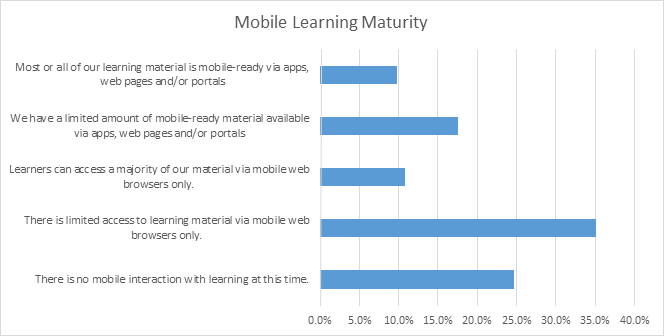 Mobile Learning Maturity
Most or all of our learning material is mobile-ready via apps,
web pages and/or portals
We have a limited amount of mobile-ready material available
via apps, web pages and/or portals
Learners can access a majority of our material via mobile web
browsers only.
There is limited access to learning material via mobile web
browsers only.
There is no mobile interaction with learning at this time.
0.0% 5.0% 10.0% 15.0% 20.0% 25.0% 30.0% 35.0% 40.0%